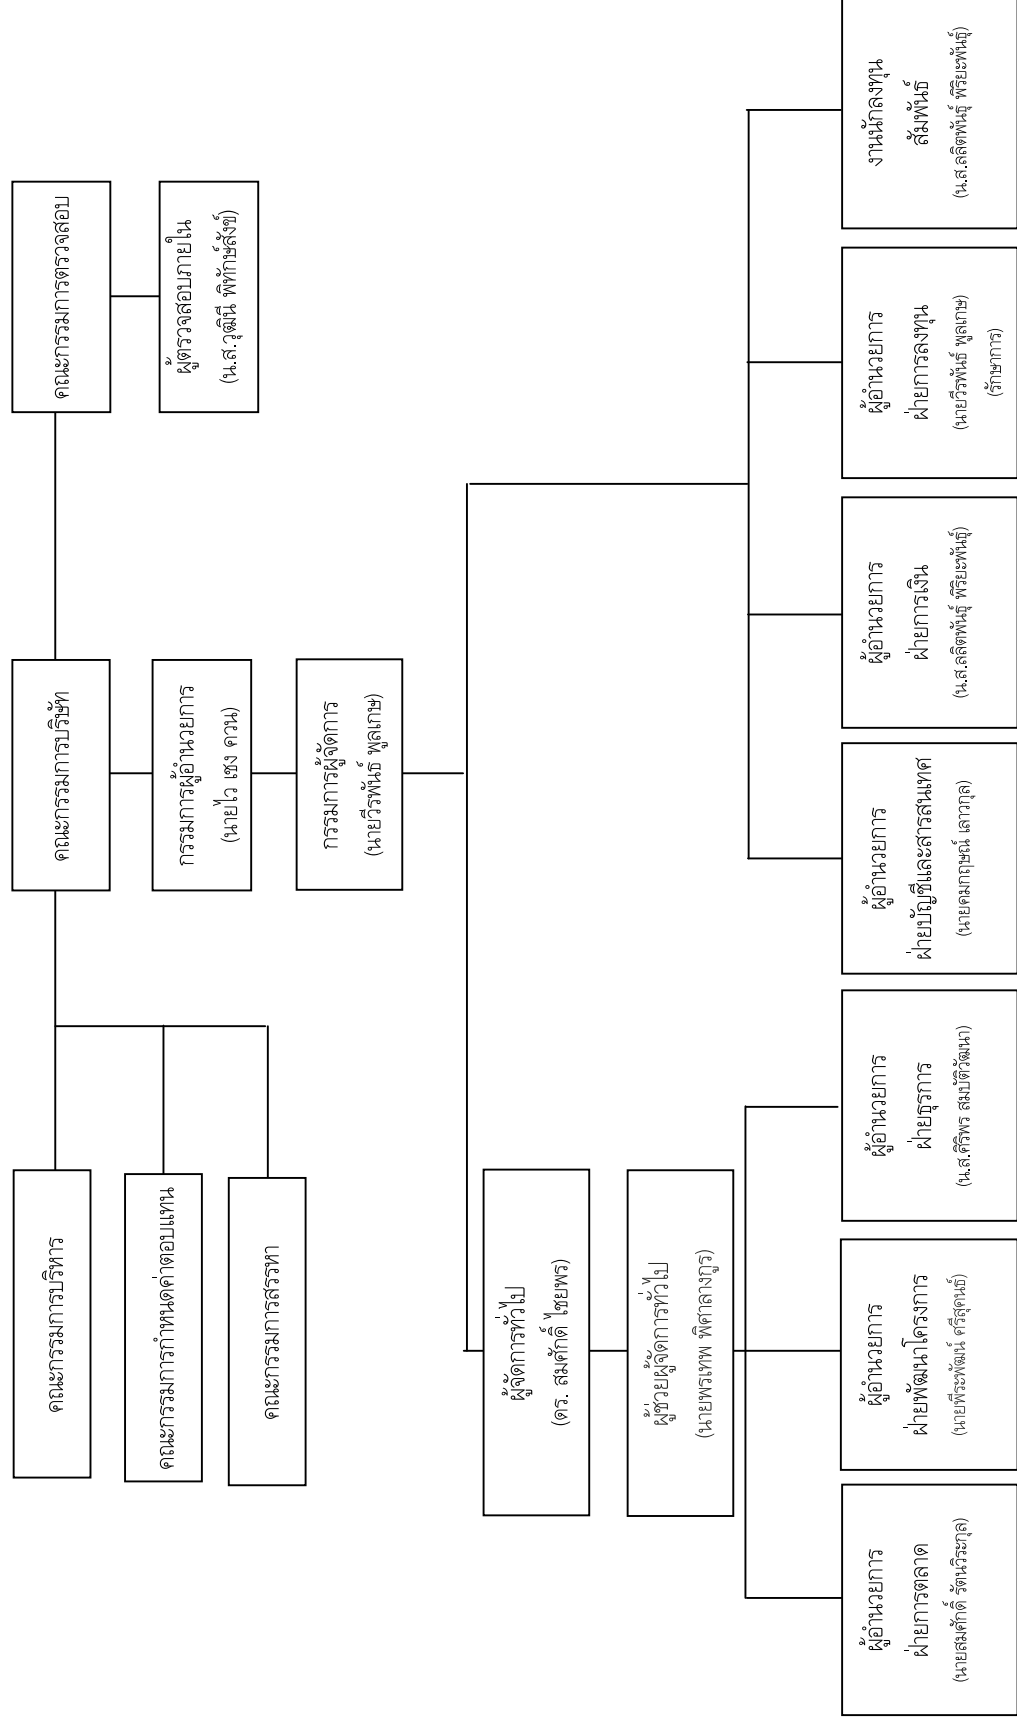 คณะกรรมการบริหาร
คณะกรรมการกำหนดค่าตอบแทน
คณะกรรมการสรรหา
คณะกรรมการบริษัท
คณะกรรมการตรวจสอบ
ผู้ตรวจสอบภายใน
(น.ส.วุฒินี พิทักษ์สังข์)
กรรมการผู้อำนวยการ
(นายไว เชง ควน)
กรรมการผู้จัดการ
(นายวีรพันธ์ พูลเกษ)
ผู้จัดการทั่วไป
(ดร. สมศักดิ์ ไชยพร)
ผู้ช่วยผู้จัดการทั่วไป
(นายพรเทพ พิศาลางกูร)
ผู้อำนวยการ
ฝ่ายการตลาด
(นายสมศักดิ์ รัตนวิระกุล)
ผู้อำนวยการ
ฝ่ายพัฒนาโครงการ
(นายพีระพัฒน์ ศรีสุคนธ์)
ผู้อำนวยการ
ฝ่ายธุรการ
(น.ส.ศิริพร สมบัติวัฒนา)
ผู้อำนวยการ
ฝ่ายบัญชีและสารสนเทศ
(นายคมกฤษณ์ เลาวกุล)
ผู้อำนวยการ
ฝ่ายการเงิน
(น.ส.ลลิตพันธุ์ พิริยะพันธุ์)
ผู้อำนวยการ
ฝ่ายการลงทุน
(นายวีรพันธ์ พูลเกษ)
(รักษาการ)
งานนักลงทุน
สัมพันธ์
(น.ส.ลลิตพันธุ์ พิริยะพันธุ์)